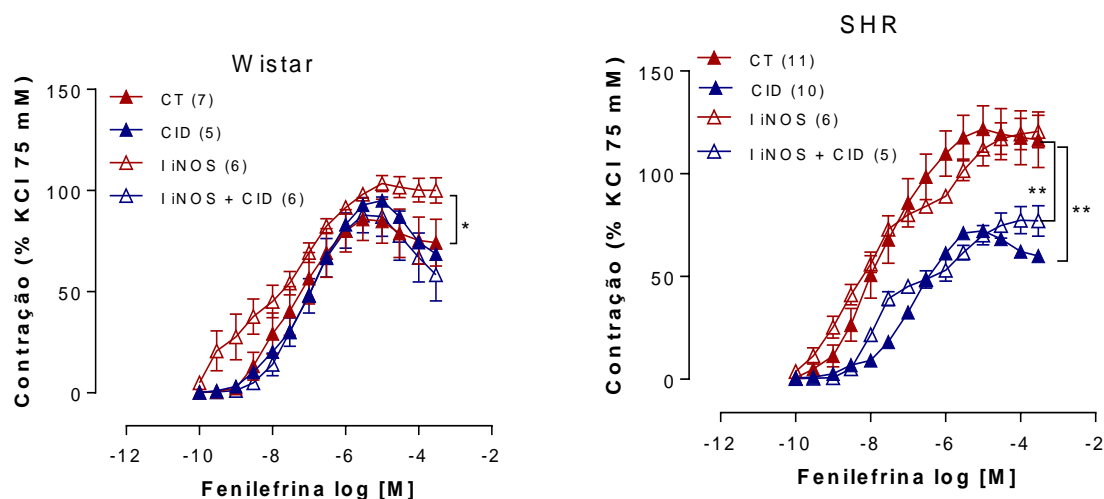 Wistar
Contração (% KCl 75 mM)
150
100
50
0
CT (7)
CID (5)
I iNOS (6)
I iNOS + CID (6)
*
-12 -10 -8 -6 -4 -2
Fenilefrina log [M]
SHR
Contração (% KCl 75 mM)
150
100
50
0
CT (11)
CID (10)
I iNOS (6)
I iNOS + CID (5)
**
**
-12 -10 -8 -6 -4 -2
Fenilefrina log [M]